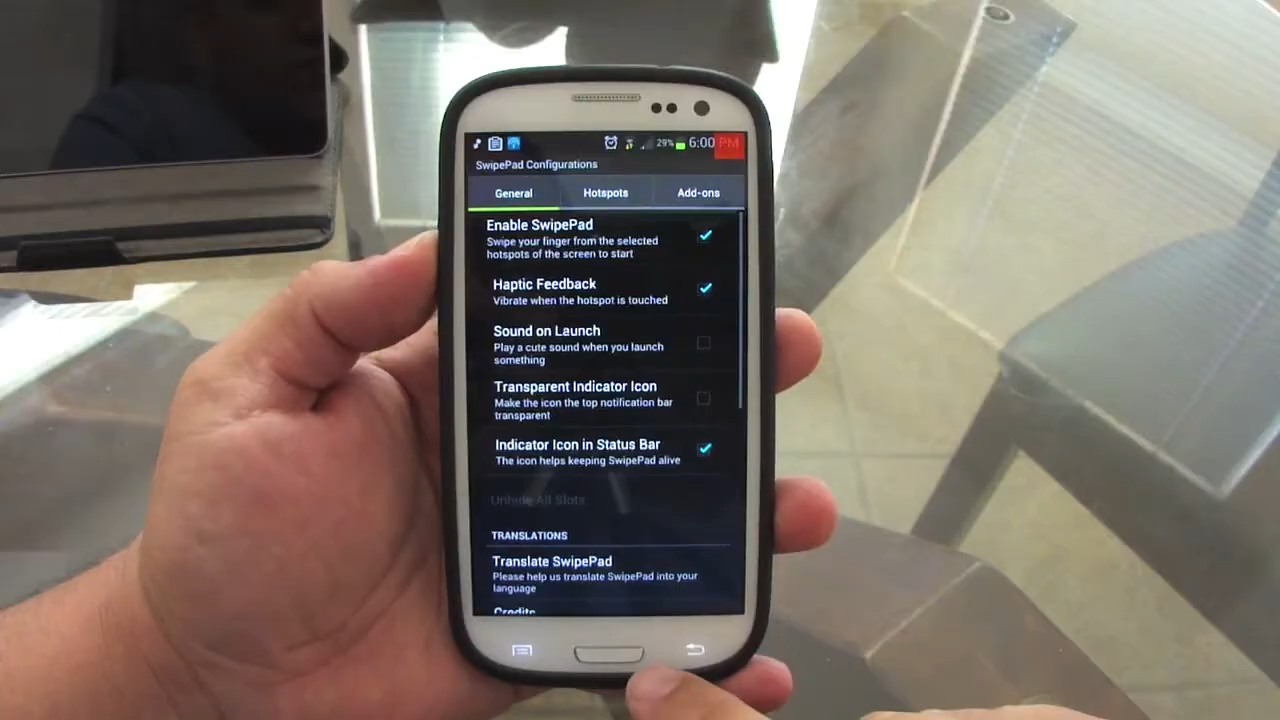 29% 6:00 PM
SwipePad Configurations
General Hotspots Add-ons
Enable SwipePad
Swipe your finger from the selected
hotspots of the screen to start
Haptic Feedback
Vibrate when the hotspot is touched
Sound on Launch
Play a cute sound when you launch
something
Transparent Indicator Icon
Make the icon the top notification bar
transparent
Indicator Icon in Status Bar
The icon helps keeping SwipePad alive
Unhide All Slots
TRANSLATIONS
Translate SwipePad
Please help us translate SwipePad into your
language
Credits